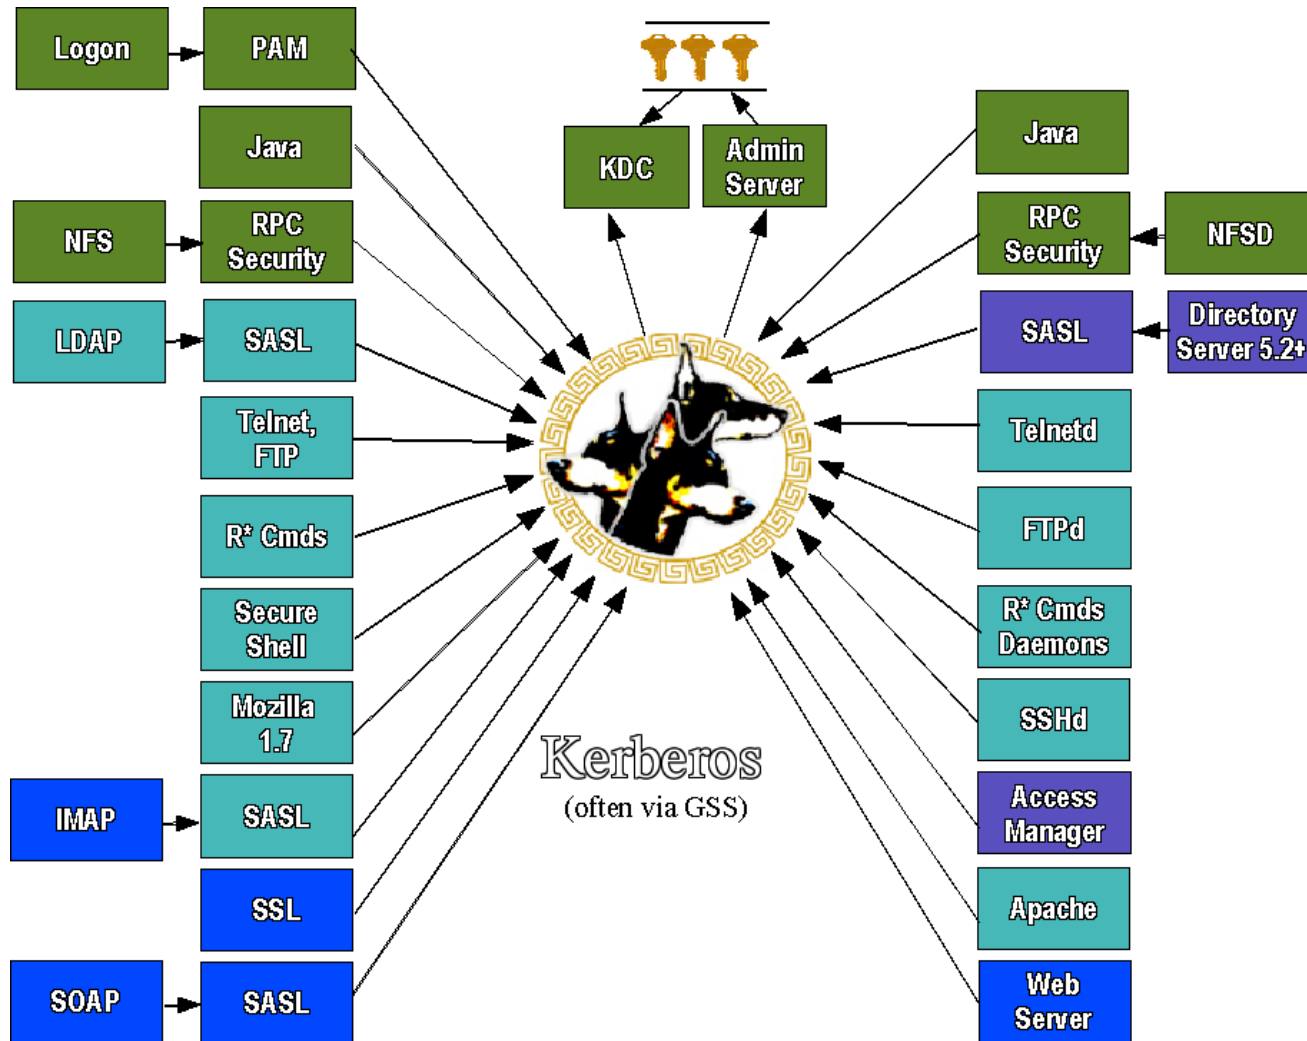 Logon
PAM
Java
NFS
RPC
Security
LDAP
SASL
Telnet,
FTP
R* Cmds
Secure
Shell
Mozilla
1.7
IMAP
SASL
SSL
SOAP
SASL
KDC
Admin
Server
Kerberos
(often via GSS)
Java
RPC
Security
NFSD
SASL
Directory
Server 5.2+
Telnetd
FTPd
R* Cmds
Daemons
SSHd
Access
Manager
Apache
Web
Server